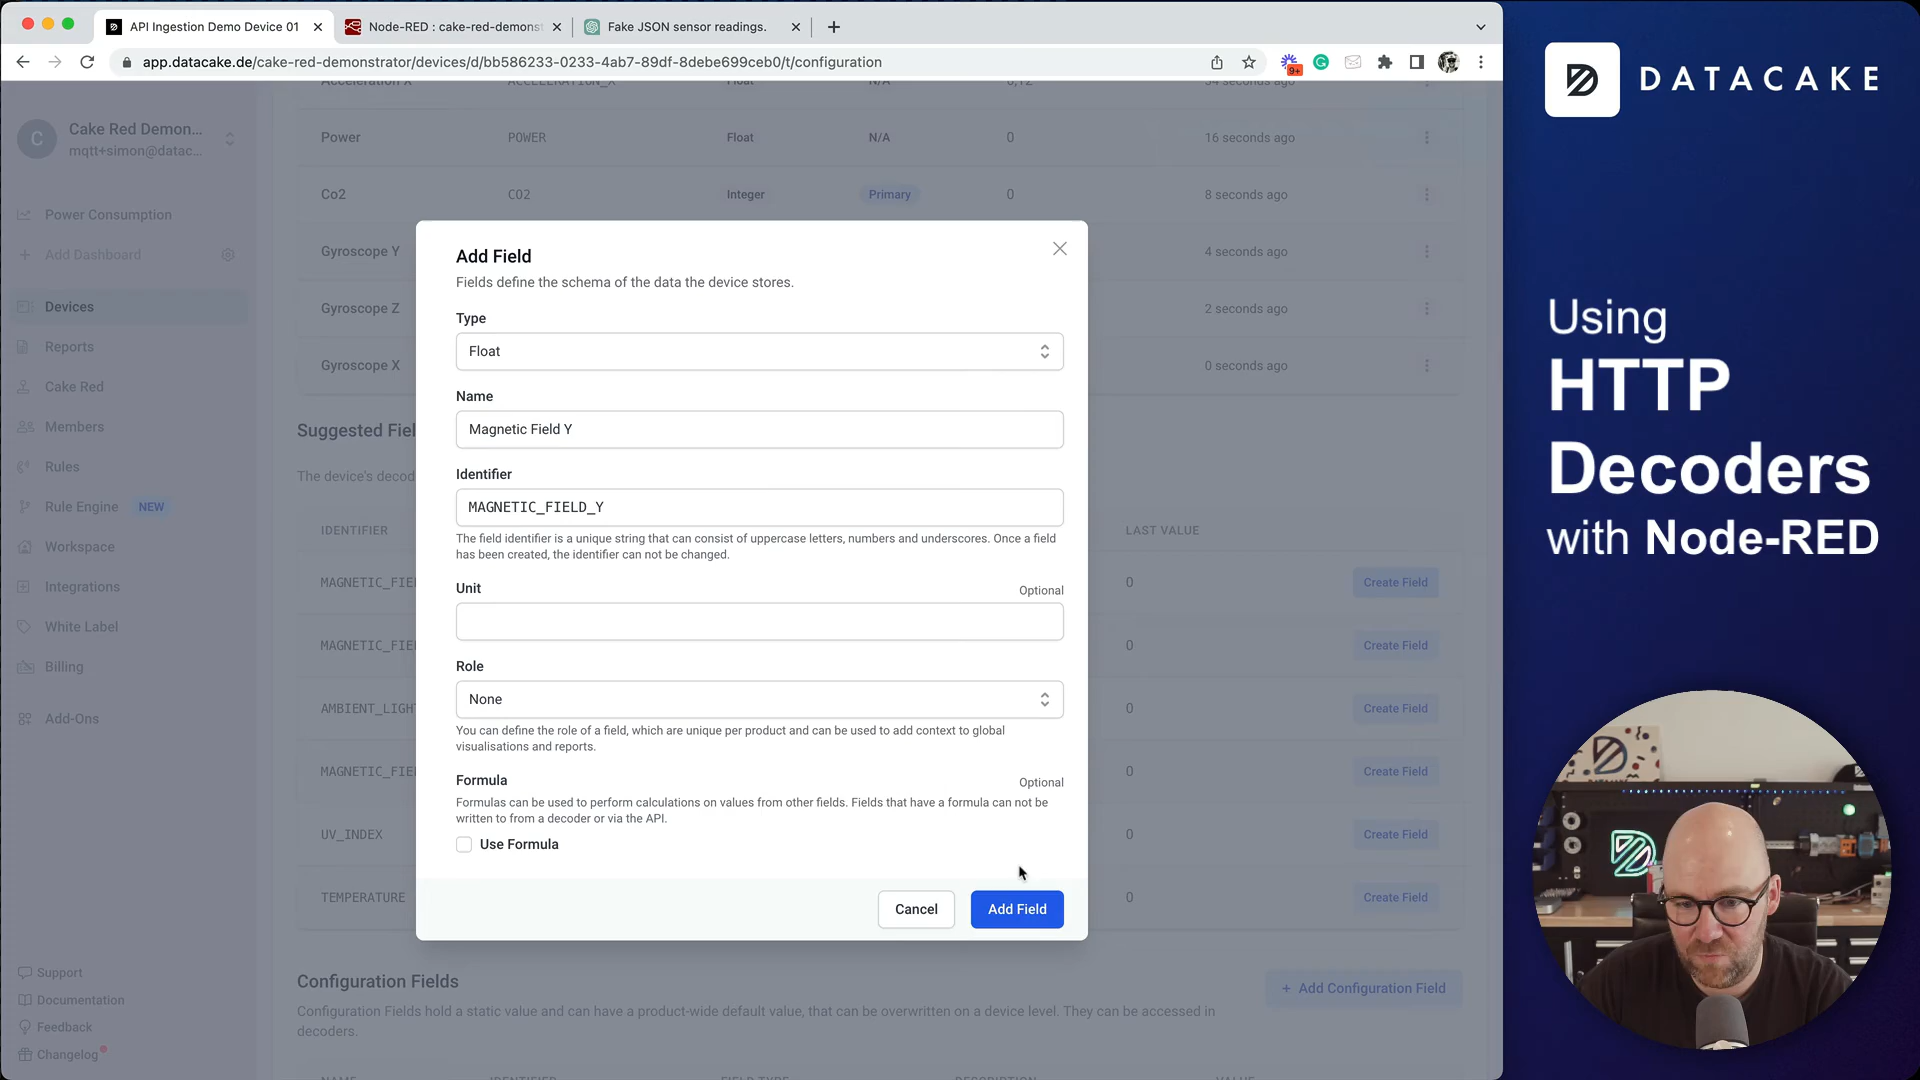 API Ingestion Demo Device 01
Node-RED : cake-red-demonst
Fake JSON sensor readings.
app.datacake.de/cake-red-demonstrator/devices/d/bb586233-0233-4ab7-89df-8debe699ceb0/t/configuration
9+
DATACAKE
Using
HTTP
Decoders
with Node-RED
C
Cake Red Demon...
mqtt+simon@datac...
Power Consumption
Add Dashboard
Devices
Reports
Cake Red
Members
Rules
Rule Engine NEW
Workspace
Integrations
White Label
Billing
Add-Ons
Support
Documentation
Feedback
Changelog
Acceleration X ACCELERATION_X Float 0,12 34 seconds ago
Power POWER Float N/A 0 16 seconds ago
Co2 CO2 Integer Primary 0 8 seconds ago
Gyroscope Y 4 seconds ago
Gyroscope Z 2 seconds ago
Gyroscope X 0 seconds ago
Suggested Fiel
The device's decod
IDENTIFIER LAST VALUE
MAGNETIC_FIE 0 Create Field
MAGNETIC_FIE 0 Create Field
AMBIENT_LIGHT 0 Create Field
MAGNETIC_FIE 0 Create Field
UV_INDEX 0 Create Field
TEMPERATURE 0 Create Field
Add Field
Fields define the schema of the data the device stores.
Type
Float
Name
Magnetic Field Y
Identifier
MAGNETIC_FIELD_Y
The field identifier is a unique string that can consist of uppercase letters, numbers and underscores. Once a field
has been created, the identifier can not be changed.
Unit Optional
Role
None
You can define the role of a field, which are unique per product and can be used to add context to global
visualisations and reports.
Formula Optional
Formulas can be used to perform calculations on values from other fields. Fields that have a formula can not be
written to from a decoder or via the API.
Use Formula
Cancel Add Field
Configuration Fields
+ Add Configuration Field
Configuration Fields hold a static value and can have a product-wide default value, that can be overwritten on a device level. They can be accessed in
decoders.
NAME IDENTIFIER FIELD TYPE DESCRIPTION VALUE